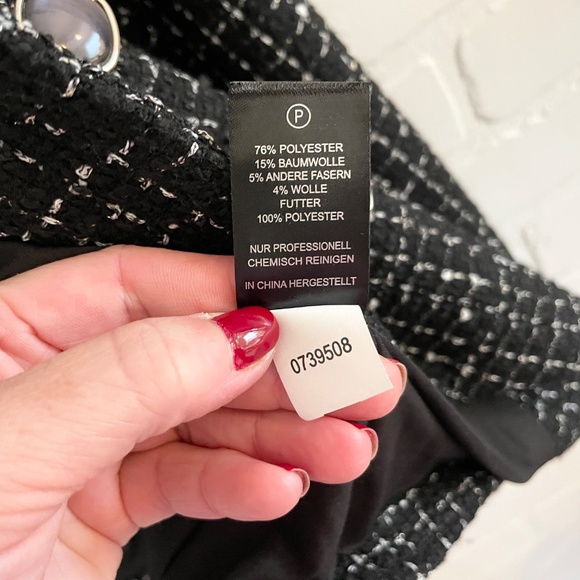 P
76% POLYESTER
15% BAUMWOLLE
5% ANDERE FASERN
4% WOLLE
FUTTER
100% POLYESTER
NUR PROFESSIONELL
CHEMISCH REINIGEN
IN CHINA HERGESTELLT
0739508